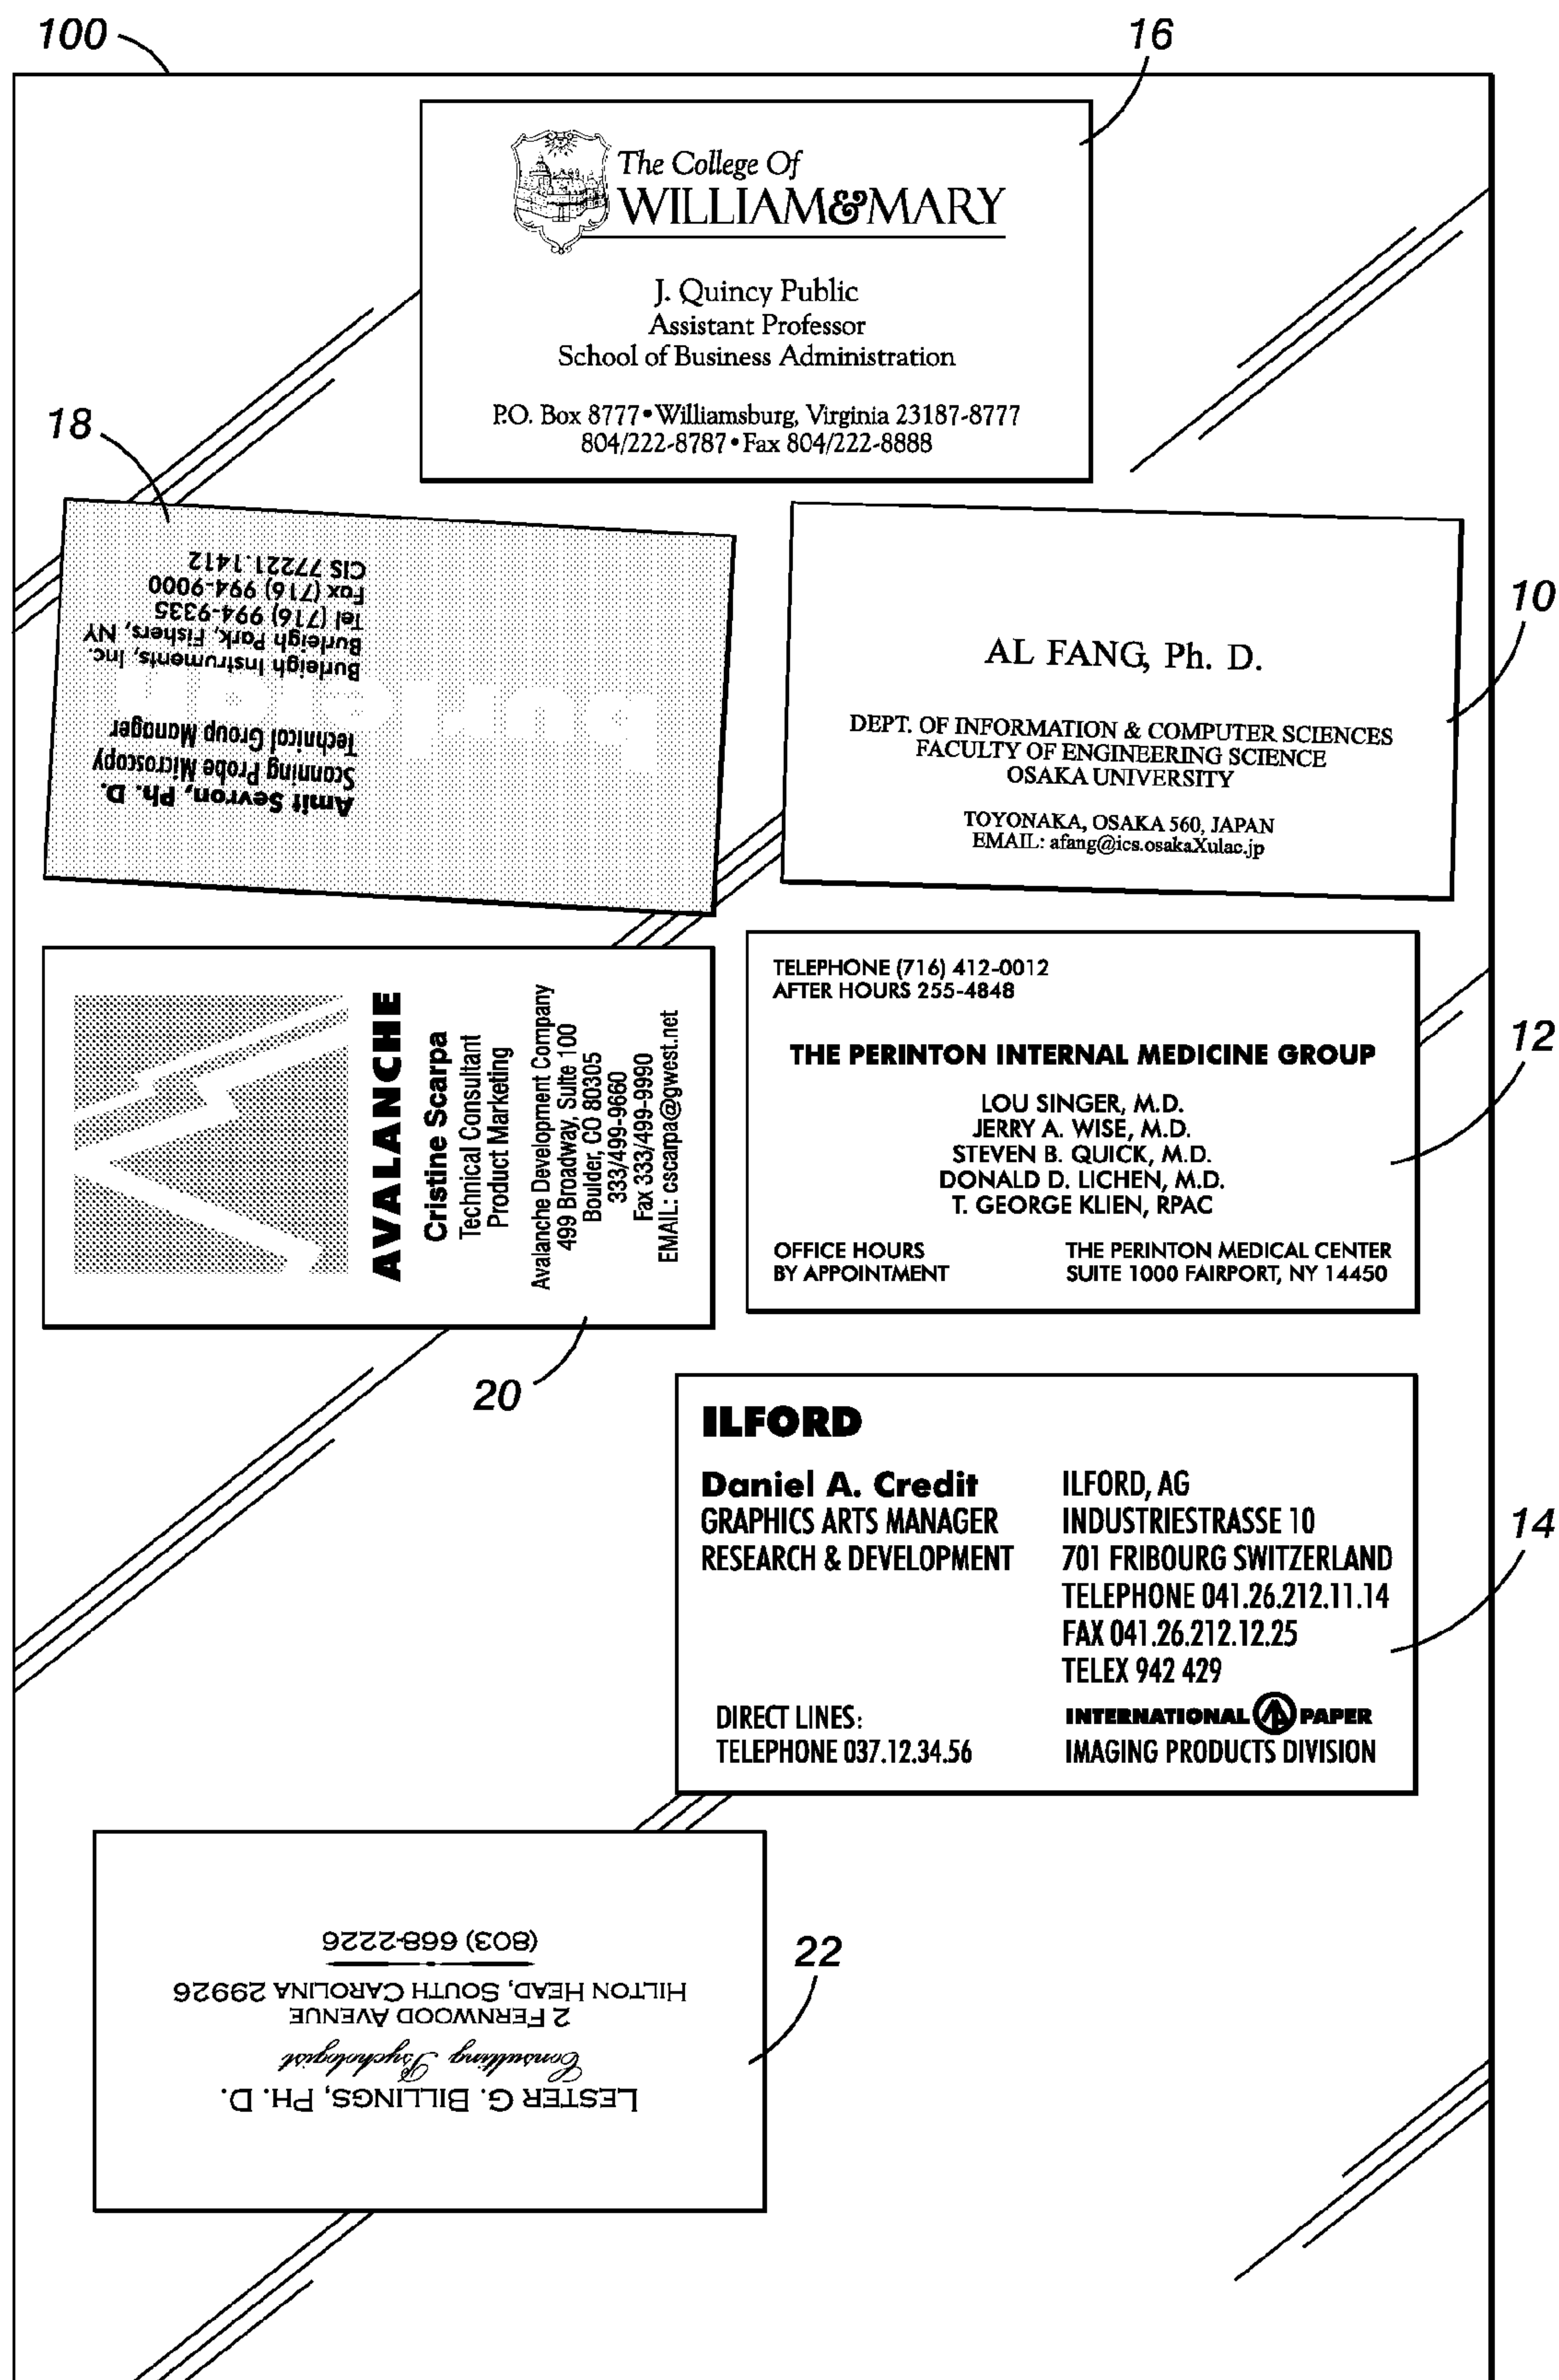 100
16
The College Of
WILLIAM&MARY
J. Quincy Public
Assistant Professor
School of Business Administration
P.O. Box 8777•Williamsburg, Virginia 23187-8777
804/222-8787•Fax 804/222-8888
18
Amit Sevron, Ph. D.
Scanning Probe Microscopy
Technical Group Manager
burleigh
Burleigh Instruments, Inc.
Burleigh Park, Fishers, NY
Tel (716) 994-9335
Fax (716) 994-9000
CIS 77221.1412
10
AL FANG, Ph. D.
DEPT. OF INFORMATION & COMPUTER SCIENCES
FACULTY OF ENGINEERING SCIENCE
OSAKA UNIVERSITY
TOYONAKA, OSAKA 560, JAPAN
EMAIL: afang@ics.osakaXulac.jp
AVALANCHE
Cristine Scarpa
Technical Consultant
Product Marketing
Avalanche Development Company
499 Broadway, Suite 100
Boulder, CO 80305
333/499-9660
Fax 333/499-9990
EMAIL: cscarpa@gwest.net
20
TELEPHONE (716) 412-0012
AFTER HOURS 255-4848
THE PERINTON INTERNAL MEDICINE GROUP
LOU SINGER, M.D.
JERRY A. WISE, M.D.
STEVEN B. QUICK, M.D.
DONALD D. LICHEN, M.D.
T. GEORGE KLIEN, RPAC
OFFICE HOURS
BY APPOINTMENT
THE PERINTON MEDICAL CENTER
SUITE 1000 FAIRPORT, NY 14450
12
ILFORD
Daniel A. Credit
GRAPHICS ARTS MANAGER
RESEARCH & DEVELOPMENT
ILFORD, AG
INDUSTRIESTRASSE 10
701 FRIBOURG SWITZERLAND
TELEPHONE 041.26.212.11.14
FAX 041.26.212.12.25
TELEX 942 429
DIRECT LINES:
TELEPHONE 037.12.34.56
INTERNATIONAL PAPER
IMAGING PRODUCTS DIVISION
14
LESTER G. BILLINGS, PH. D.
Consulting Psychologist
2 FERNWOOD AVENUE
HILTON HEAD, SOUTH CAROLINA 29926
(803) 668-2226
22